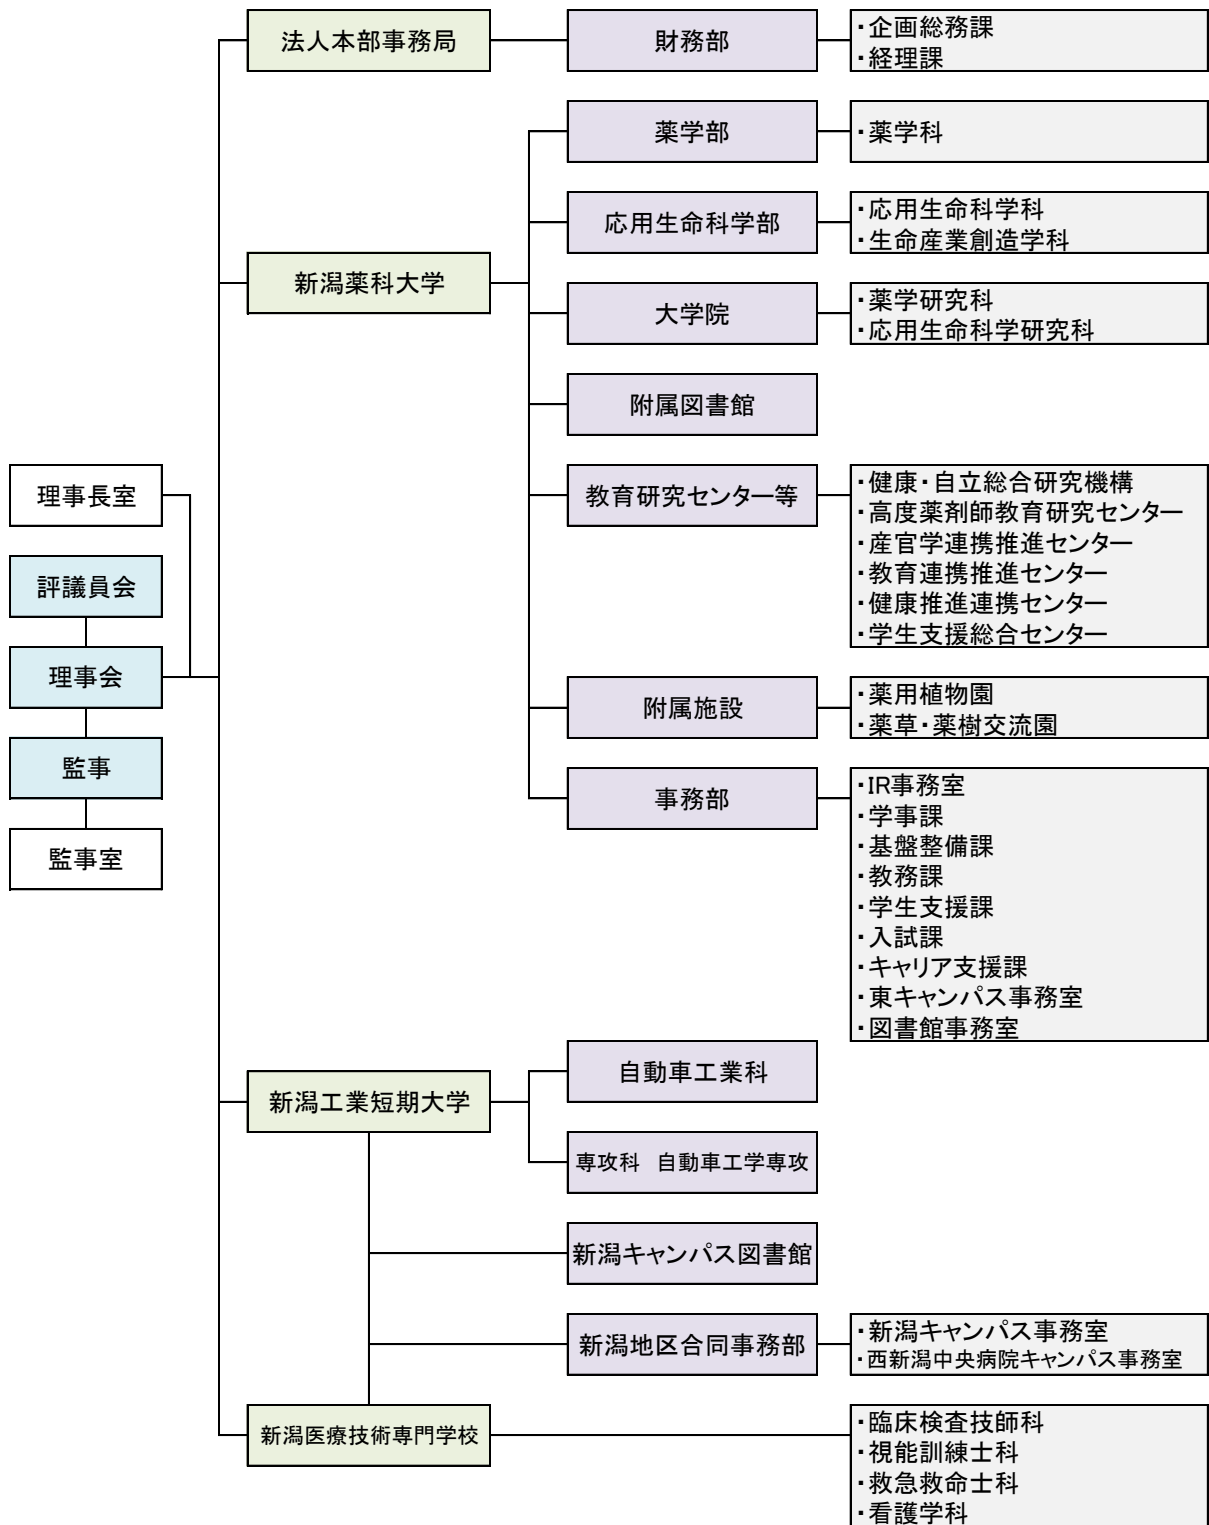 法人本部事務局
財務部
・企画総務課
・経理課
薬学部
・薬学科
応用生命科学部
・応用生命科学科
・生命産業創造学科
新潟薬科大学
大学院
・薬学研究科
・応用生命科学研究科
附属図書館
理事長室
教育研究センター等
・健康・自立総合研究機構
・高度薬剤師教育研究センター
・産官学連携推進センター
・教育連携推進センター
・健康推進連携センター
・学生支援総合センター
評議員会
理事会
附属施設
・薬用植物園
・薬草・薬樹交流園
監事
事務部
・IR事務室
・学事課
・基盤整備課
・教務課
・学生支援課
・入試課
・キャリア支援課
・東キャンパス事務室
・図書館事務室
監事室
新潟工業短期大学
自動車工業科
専攻科　自動車工学専攻
新潟キャンパス図書館
新潟地区合同事務部
・新潟キャンパス事務室
・西新潟中央病院キャンパス事務室
新潟医療技術専門学校
・臨床検査技師科
・視能訓練士科
・救急救命士科
・看護学科